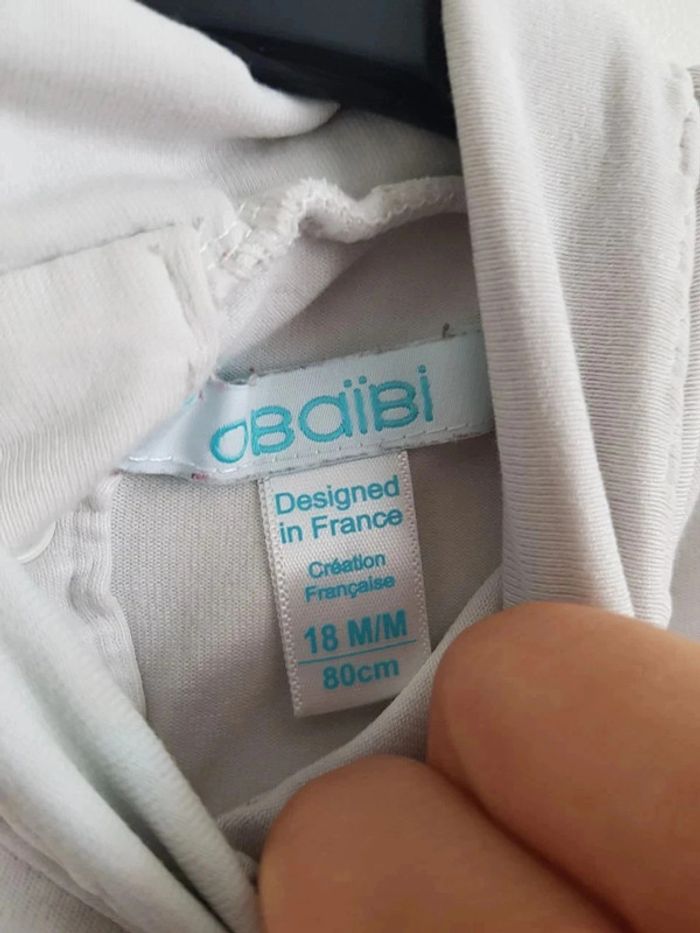 OBaïBi
Designed
in France
Création
Française
18 M/M
80cm